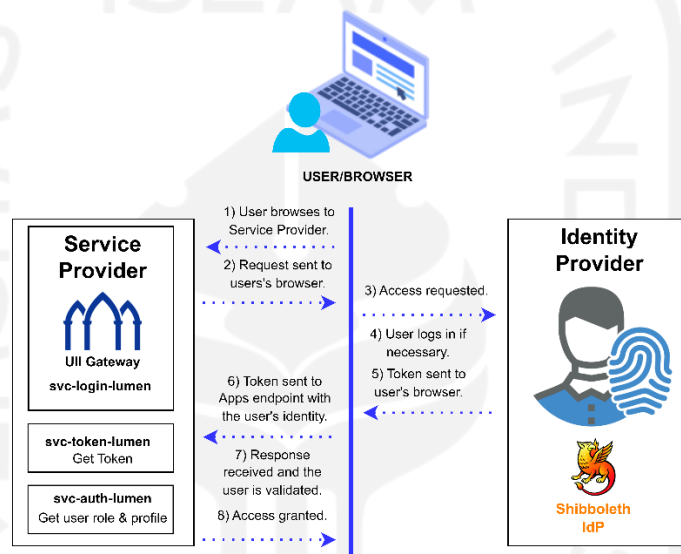 USER/BROWSER
1) User browses to
Service Provider.
2) Request sent to
users's browser.
3) Access requested.
4) User logs in if
necessary.
5) Token sent to
user's browser.
6) Token sent to
Apps endpoint with
the user's identity.
7) Response
received and the
user is validated.
8) Access granted.
Service
Provider
UII Gateway
svc-login-lumen
svc-token-lumen
Get Token
svc-auth-lumen
Get user role & profile
Identity
Provider
Shibboleth
IdP